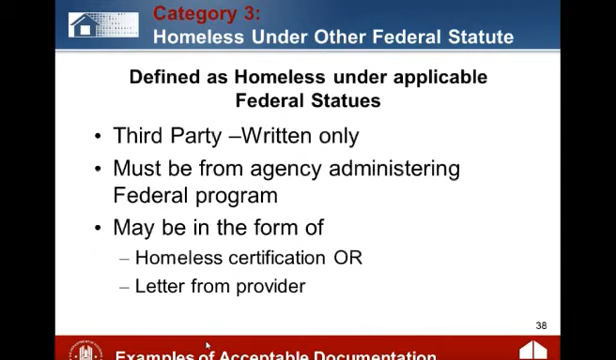 Category 3:
Homeless Under Other Federal Statute
Defined as Homeless under applicable
Federal Statues
• Third Party –Written only
• Must be from agency administering
Federal program
• May be in the form of
– Homeless certification OR
– Letter from provider
38
Examples of Acceptable Documentation